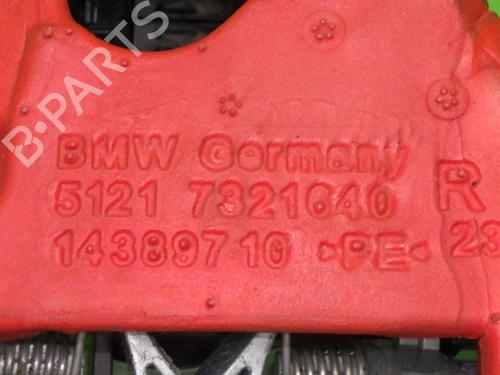 B-PARTS
BMW Germany
5121 7321640 R
14389710 >PE< 23